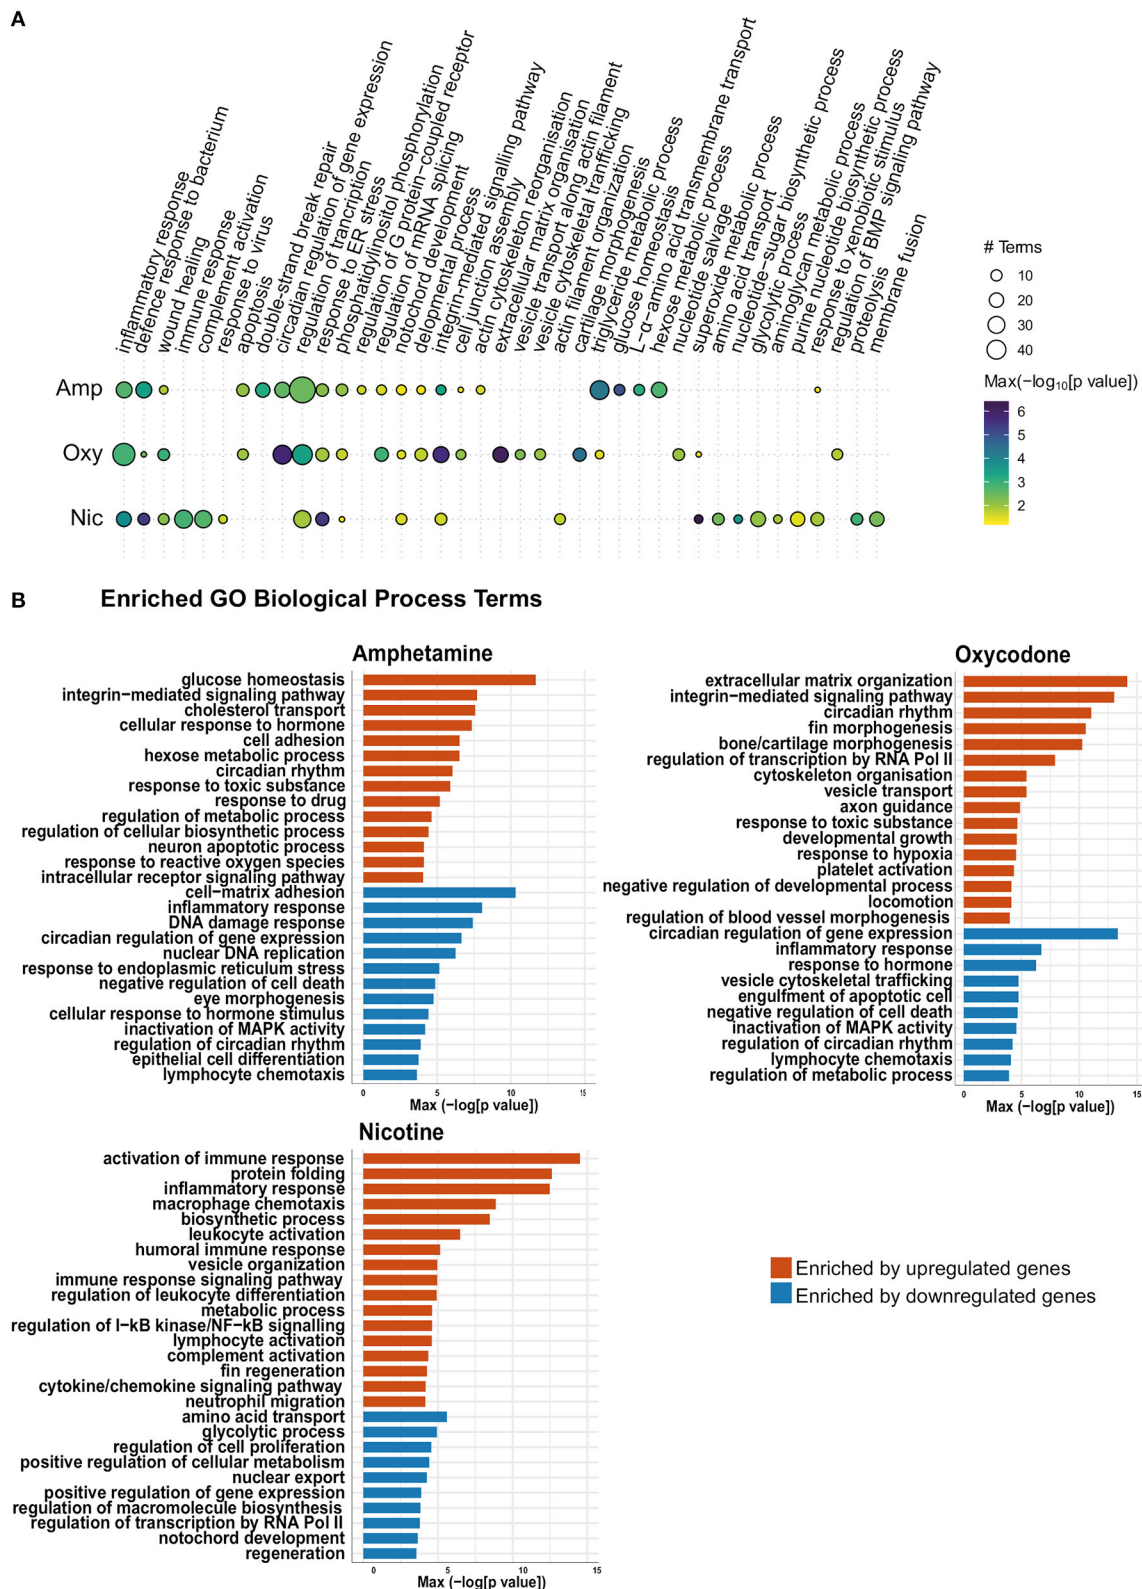 A
inflammatory response
defence response to bacterium
wound healing
immune response
complement activation
response to virus
apoptosis
double-strand break repair
circadian regulation of gene expression
regulation of trancription
response to ER stress
phosphatidylinositol phosphorylation
regulation of G protein-coupled receptor
regulation of mRNA splicing
notochord development
delopmental process
integrin-mediated signalling pathway
cell junction assembly
actin cytoskeleton reorganisation
extracellular matrix organisation
vesicle transport along actin filament
vesicle cytoskeletal trafficking
actin filament organization
cartilage morphogenesis
triglyceride metabolic process
glucose homeostasis
L-α-amino acid transmembrane transport
hexose metabolic process
nucleotide salvage
superoxide metabolic process
amino acid transport
nucleotide-sugar biosynthetic process
glycolytic process
aminoglycan metabolic process
purine nucleotide biosynthetic process
response to xenobiotic stimulus
regulation of BMP signaling pathway
proteolysis
membrane fusion
Amp
Oxy
Nic
# Terms
10
20
30
40
Max(−log10[p value])
6
5
4
3
2
B Enriched GO Biological Process Terms
Amphetamine
glucose homeostasis
integrin−mediated signaling pathway
cholesterol transport
cellular response to hormone
cell adhesion
hexose metabolic process
circadian rhythm
response to toxic substance
response to drug
regulation of metabolic process
regulation of cellular biosynthetic process
neuron apoptotic process
response to reactive oxygen species
intracellular receptor signaling pathway
cell−matrix adhesion
inflammatory response
DNA damage response
circadian regulation of gene expression
nuclear DNA replication
response to endoplasmic reticulum stress
negative regulation of cell death
eye morphogenesis
cellular response to hormone stimulus
inactivation of MAPK activity
regulation of circadian rhythm
epithelial cell differentiation
lymphocyte chemotaxis
0 5 10 15
Max (−log[p value])
Oxycodone
extracellular matrix organization
integrin−mediated signaling pathway
circadian rhythm
fin morphogenesis
bone/cartilage morphogenesis
regulation of transcription by RNA Pol II
cytoskeleton organisation
vesicle transport
axon guidance
response to toxic substance
developmental growth
response to hypoxia
platelet activation
negative regulation of developmental process
locomotion
regulation of blood vessel morphogenesis
circadian regulation of gene expression
inflammatory response
response to hormone
vesicle cytoskeletal trafficking
engulfment of apoptotic cell
negative regulation of cell death
inactivation of MAPK activity
regulation of circadian rhythm
lymphocyte chemotaxis
regulation of metabolic process
0 5 10 15
Max (−log[p value])
Nicotine
activation of immune response
protein folding
inflammatory response
macrophage chemotaxis
biosynthetic process
leukocyte activation
humoral immune response
vesicle organization
immune response signaling pathway
regulation of leukocyte differentiation
metabolic process
regulation of I−kB kinase/NF−kB signalling
lymphocyte activation
complement activation
fin regeneration
cytokine/chemokine signaling pathway
neutrophil migration
amino acid transport
glycolytic process
regulation of cell proliferation
positive regulation of cellular metabolism
nuclear export
positive regulation of gene expression
regulation of macromolecule biosynthesis
regulation of transcription by RNA Pol II
notochord development
regeneration
0 5 10 15
Max (−log[p value])
Enriched by upregulated genes
Enriched by downregulated genes